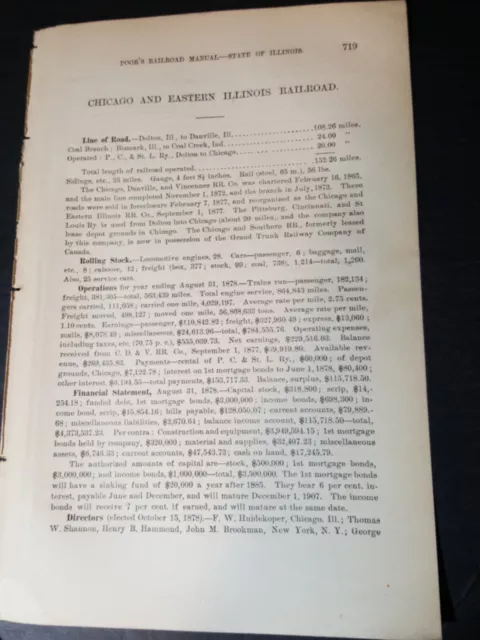 POOR'S RAILROAD MANUAL—STATE OF ILLINOIS. 719
CHICAGO AND EASTERN ILLINOIS RAILROAD.
Line of Road.—Dolton, Ill., to Danville, Ill. 108.26 miles.
Coal Branch; Bismark, Ill., to Coal Creek, Ind. 24.00 "
Operated: P., C., & St. L. Ry., Dolton to Chicago. 20.00 "
Total length of railroad operated. 152.26 miles.
Sidings, etc., 25 miles. Gauge, 4 feet 8½ inches. Rail (steel, 65 m.), 56 lbs.
The Chicago, Danville, and Vincennes RR. Co. was chartered February 16, 1865,
and the main line completed November 1, 1872, and the branch in July, 1873. These
roads were sold in foreclosure February 7, 1877, and reorganised as the Chicago and
Eastern Illinois RR. Co., September 1, 1877. The Pittsburg, Cincinnati, and St.
Louis Ry is used from Dolton into Chicago (about 20 miles), and the company also
lease depot grounds in Chicago. The Chicago and Southern RR., formerly leased
by this company, is now in possession of the Grand Trunk Railway Company of
Canada.
Rolling Stock.—Locomotive engines, 28. Cars—passenger, 6; baggage, mail,
etc., 8; caboose, 12; freight (box, 377; stock, 99; coal, 738), 1,214—total, 1,260.
Also, 25 service cars.
Operations for year ending August 31, 1878.—Trains run—passenger, 182,134;
freight, 381,305—total, 563,439 miles. Total engine service, 864,843 miles. Passen-
gers carried, 111,658; carried one mile, 4,029,197. Average rate per mile, 2.75 cents.
Freight moved, 498,127; moved one mile, 56,808,633 tons. Average rate per mile,
1.10 cents. Earnings—passenger, $110,842.82; freight, $627,960.49; express, $13,060;
mails, $8,078.49; miscellaneous, $24,613.96—total, $784,555.76. Operating expenses,
including taxes, etc. (70.75 p. c.), $555,039.73. Net earnings, $229,516.03. Balance
received from C. D. & V. RR. Co., September 1, 1877, $39,919.80. Available rev-
enue, $269,435.83. Payments—rental of P. C. & St. L. Ry., $60,000; of depot
grounds, Chicago, $7,122.78; interest on 1st mortgage bonds to June 1, 1878, $80,400;
other interest, $6,194.55—total payments, $153,717.33. Balance, surplus, $115,718.50.
Financial Statement, August 31, 1878.—Capital stock, $318,800; scrip, $14,-
254.18; funded debt, 1st mortgage bonds, $3,000,000; income bonds, $698,300; in-
come bond, scrip, $45,854.16; bills payable, $128,050.07; current accounts, $79,889.-
68; miscellaneous liabilities, $2,670.64; balance income account, $115,718.50—total,
$4,373,537.23. Per contra: Construction and equipment, $3,949,594.15; 1st mortgage
bonds held by company, $320,000; material and supplies, $32,407.23; miscellaneous
assets, $6,746.33; current accounts, $47,543.73; cash on hand, $17,245.79.
The authorized amounts of capital are—stock, $500,000; 1st mortgage bonds,
$3,000,000; and income bonds, $1,000,000—total, $3,500,000. The 1st mortgage bonds
will have a sinking fund of $20,000 a year after 1885. They bear 6 per cent. in-
terest, payable June and December, and will mature December 1, 1907. The income
bonds will receive 7 per cent. if earned, and will mature at the same date.
Directors (elected October 15, 1878).—F. W. Huidekoper, Chicago, Ill.; Thomas
W. Shannon, Henry B. Hammond, John M. Brookman, New York, N. Y.; George